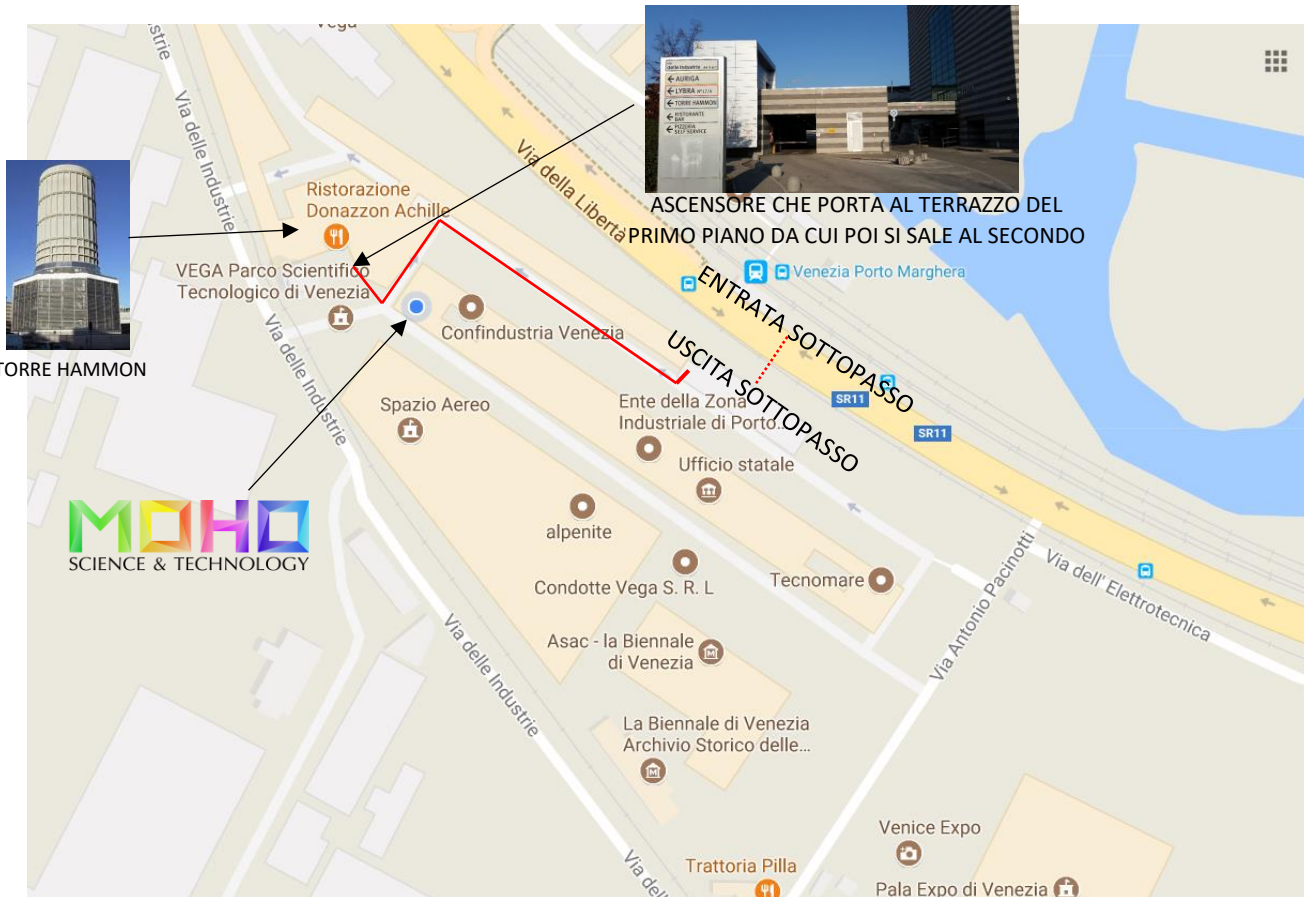 Vega
strie
delle Industrie 19/21/23
← AURIGA
← LYBRA
← TORRE HAMMON
← RISTORANTE
BAR
← PIZZERIA
SELF SERVICE
Via delle Industrie
Via della Libertà
Ristorazione
Donazzon Achille
ASCENSORE CHE PORTA AL TERRAZZO DEL
PRIMO PIANO DA CUI POI SI SALE AL SECONDO
VEGA Parco Scientifico
Tecnologico di Venezia
Venezia Porto Marghera
ENTRATA SOTTOPASSO
USCITA SOTTOPASSO
Confindustria Venezia
TORRE HAMMON
Via delle Industrie
Spazio Aereo
Ente della Zona
Industriale di Porto...
SR11
SR11
Ufficio statale
MOHO
SCIENCE & TECHNOLOGY
alpenite
Condotte Vega S. R. L
Tecnomare
Via Antonio Pacinotti
Via dell' Elettrotecnica
Asac - la Biennale
di Venezia
Via delle Industrie
La Biennale di Venezia
Archivio Storico delle...
Venice Expo
Trattoria Pilla
Pala Expo di Venezia
Via del